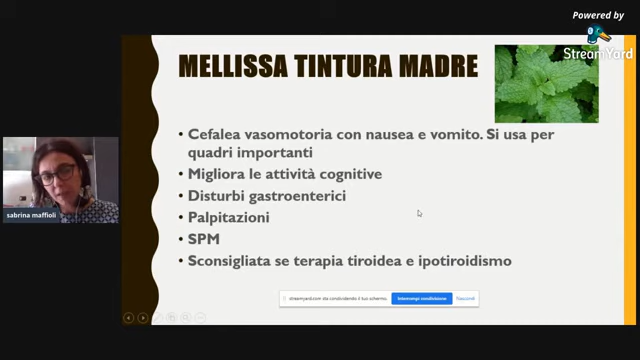 Powered by
StreamYard
MELLISSA TINTURA MADRE
• Cefalea vasomotoria con nausea e vomito. Si usa per
quadri importanti
• Migliora le attività cognitive
• Disturbi gastroenterici
• Palpitazioni
• SPM
• Sconsigliata se terapia tiroidea e ipotiroidismo
sabrina maffioli
streamyard.com sta condividendo il tuo schermo. Interrompi condivisione Nascondi